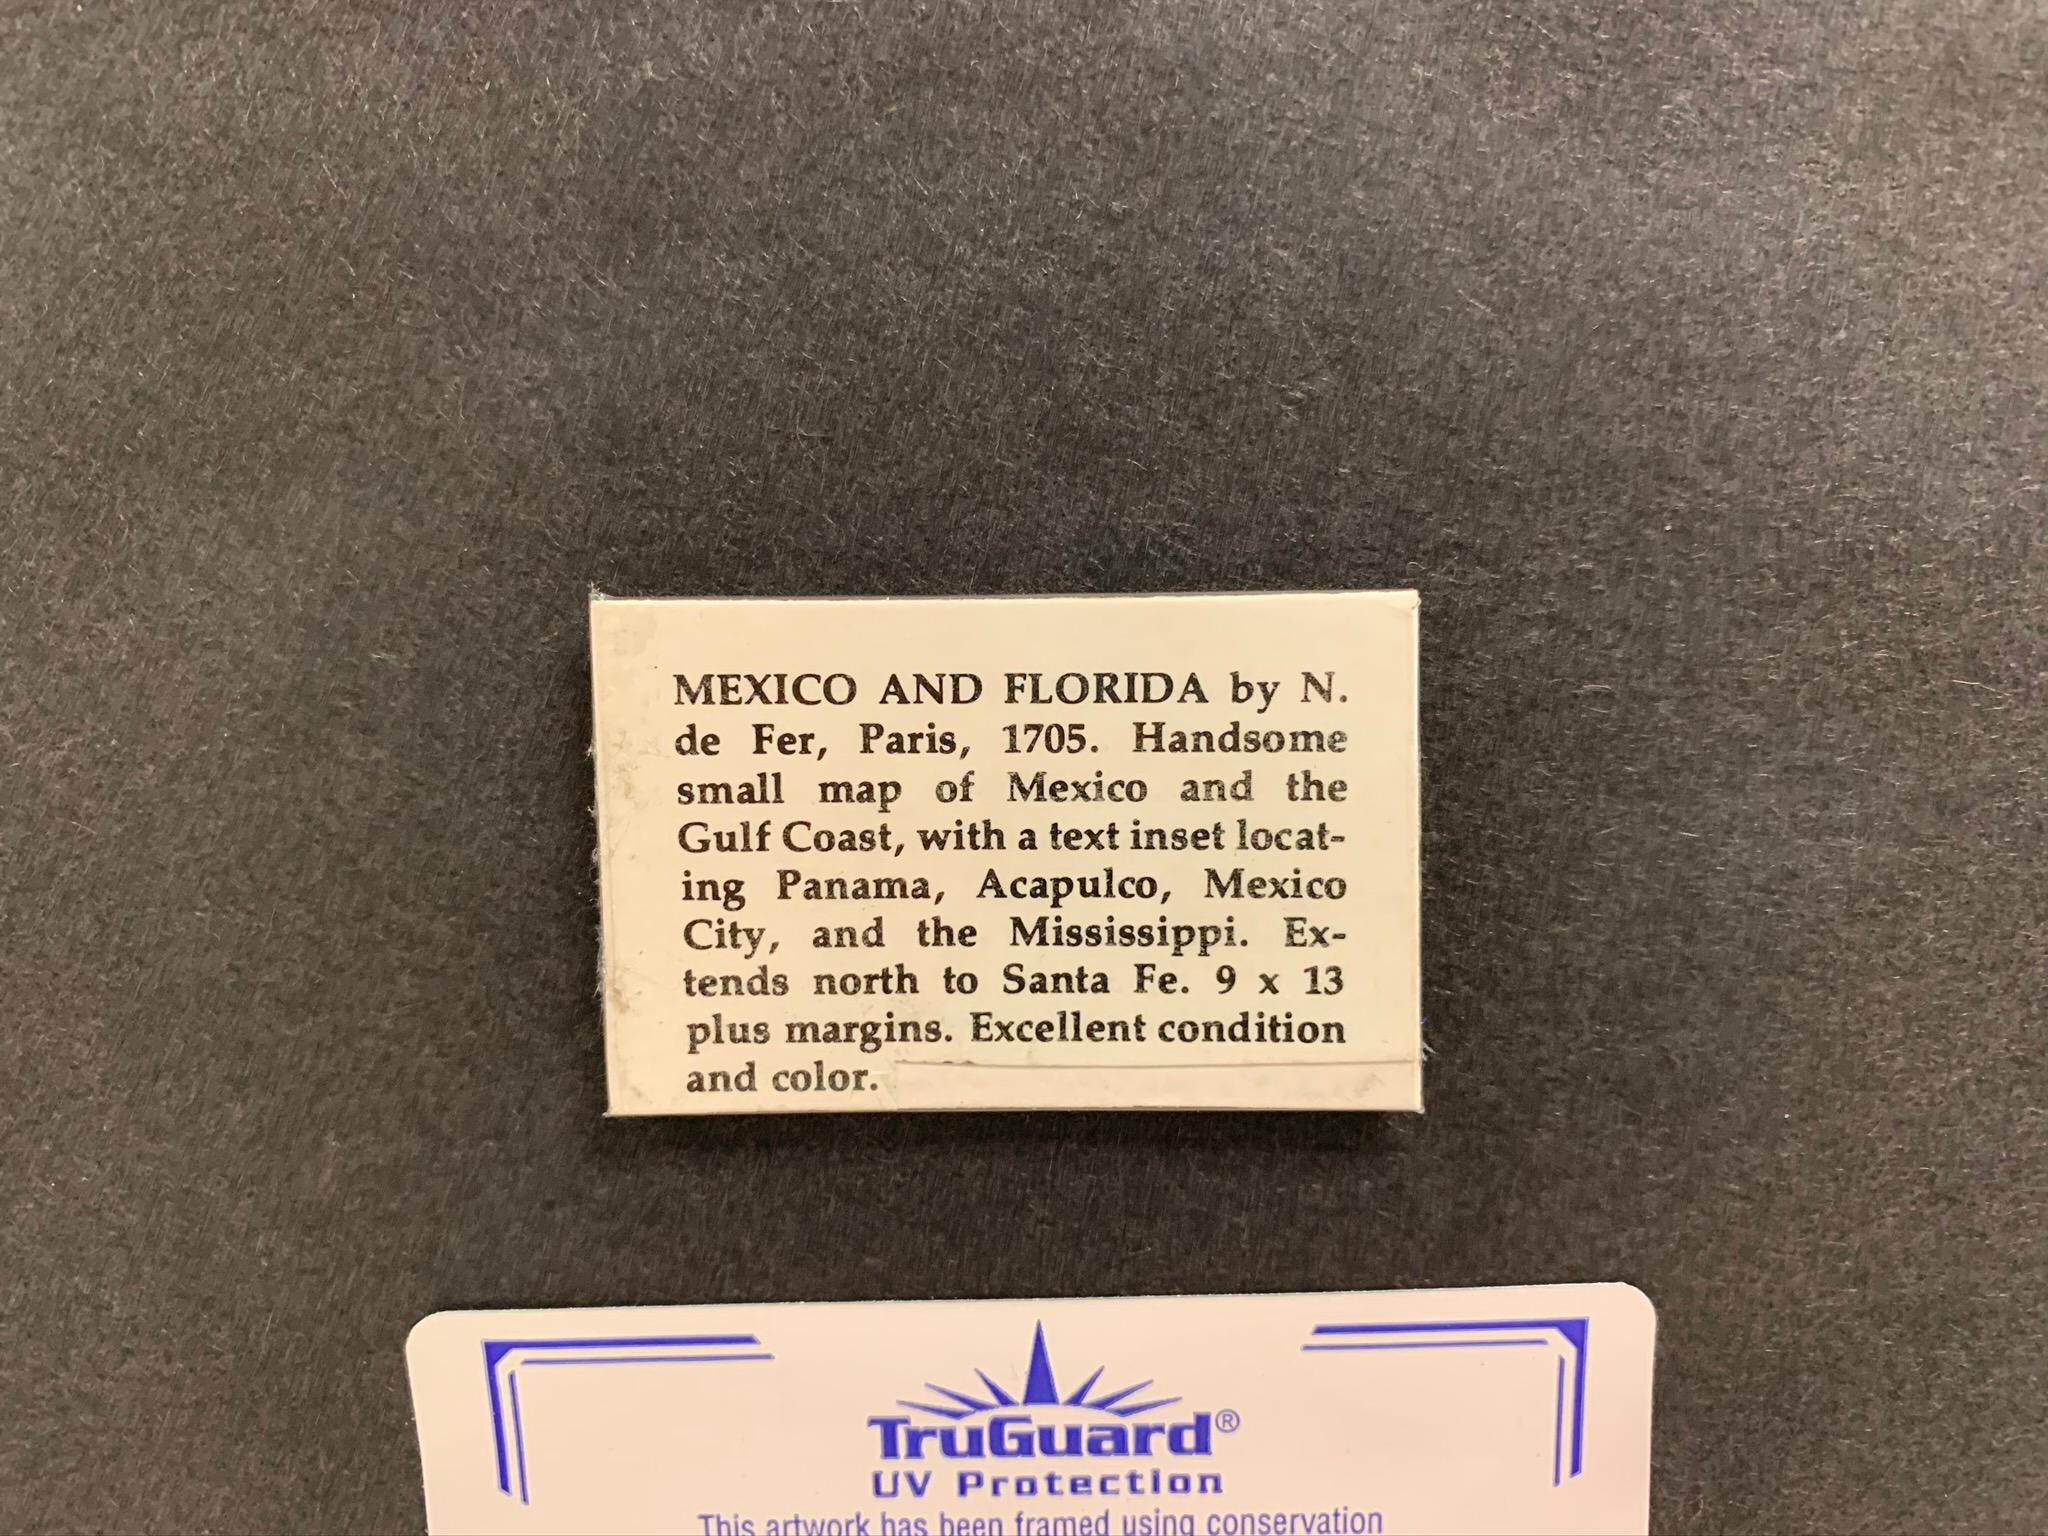 MEXICO AND FLORIDA by N.
de Fer, Paris, 1705. Handsome
small map of Mexico and the
Gulf Coast, with a text inset locat-
ing Panama, Acapulco, Mexico
City, and the Mississippi. Ex-
tends north to Santa Fe. 9 x 13
plus margins. Excellent condition
and color.
TruGuard®
UV Protection
This artwork has been framed using conservation